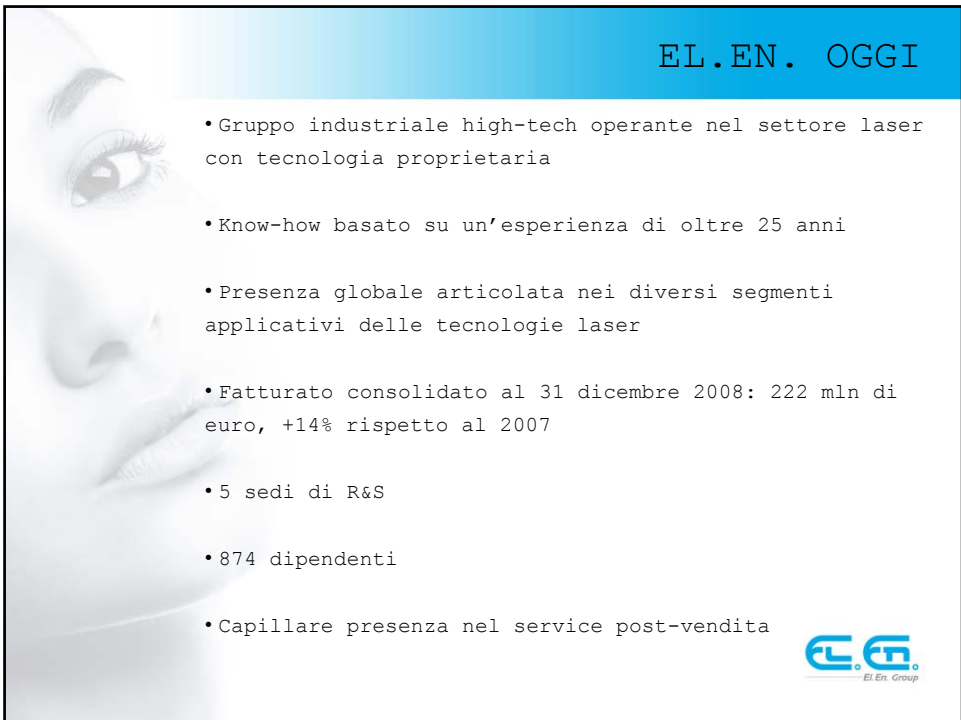 EL.EN. OGGI
• Gruppo industriale high-tech operante nel settore laser
con tecnologia proprietaria
• Know-how basato su un’esperienza di oltre 25 anni
• Presenza globale articolata nei diversi segmenti
applicativi delle tecnologie laser
• Fatturato consolidato al 31 dicembre 2008: 222 mln di
euro, +14% rispetto al 2007
• 5 sedi di R&S
• 874 dipendenti
• Capillare presenza nel service post-vendita
EL. En.
El.En. Group